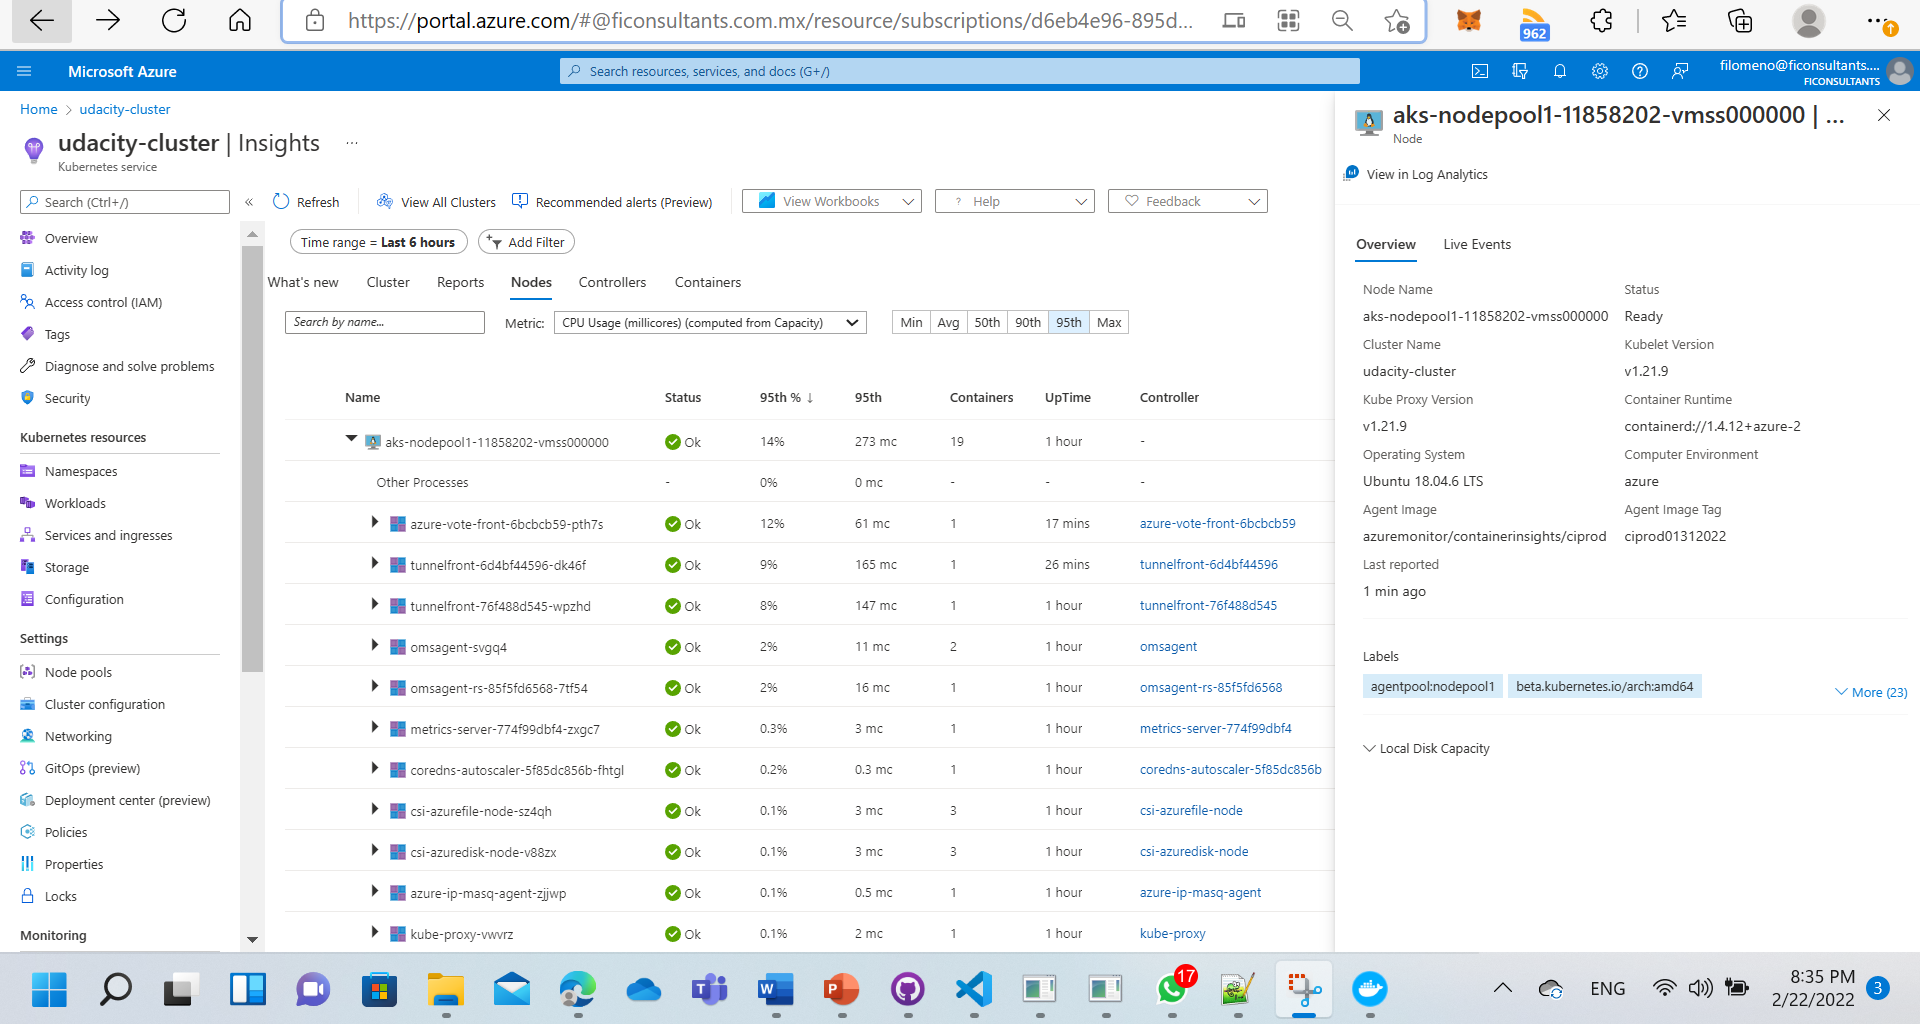 https://portal.azure.com/#@ficonsultants.com.mx/resource/subscriptions/d6eb4e96-895d...
962
Microsoft Azure
Search resources, services, and docs (G+/)
filomeno@ficonsultants....
FICONSULTANTS
Home > udacity-cluster
udacity-cluster | Insights ...
Kubernetes service
Search (Ctrl+/)
«
Refresh
View All Clusters
Recommended alerts (Preview)
View Workbooks
? Help
Feedback
Time range = Last 6 hours
Add Filter
What's new
Cluster
Reports
Nodes
Controllers
Containers
Search by name...
Metric: CPU Usage (millicores) (computed from Capacity)
Min Avg 50th 90th 95th Max
Overview
Activity log
Access control (IAM)
Tags
Diagnose and solve problems
Security
Kubernetes resources
Namespaces
Workloads
Services and ingresses
Storage
Configuration
Settings
Node pools
Cluster configuration
Networking
GitOps (preview)
Deployment center (preview)
Policies
Properties
Locks
Monitoring
Name Status 95th % ↓ 95th Containers UpTime Controller
aks-nodepool1-11858202-vmss000000 Ok 14% 273 mc 19 1 hour -
Other Processes - 0% 0 mc - - -
azure-vote-front-6bcbcb59-pth7s Ok 12% 61 mc 1 17 mins azure-vote-front-6bcbcb59
tunnelfront-6d4bf44596-dk46f Ok 9% 165 mc 1 26 mins tunnelfront-6d4bf44596
tunnelfront-76f488d545-wpzhd Ok 8% 147 mc 1 1 hour tunnelfront-76f488d545
omsagent-svgq4 Ok 2% 11 mc 2 1 hour omsagent
omsagent-rs-85f5fd6568-7tf54 Ok 2% 16 mc 1 1 hour omsagent-rs-85f5fd6568
metrics-server-774f99dbf4-zxgc7 Ok 0.3% 3 mc 1 1 hour metrics-server-774f99dbf4
coredns-autoscaler-5f85dc856b-fhtgl Ok 0.2% 0.3 mc 1 1 hour coredns-autoscaler-5f85dc856b
csi-azurefile-node-sz4qh Ok 0.1% 3 mc 3 1 hour csi-azurefile-node
csi-azuredisk-node-v88zx Ok 0.1% 3 mc 3 1 hour csi-azuredisk-node
azure-ip-masq-agent-zjjwp Ok 0.1% 0.5 mc 1 1 hour azure-ip-masq-agent
kube-proxy-vwvrz Ok 0.1% 2 mc 1 1 hour kube-proxy
aks-nodepool1-11858202-vmss000000 | ...
Node
View in Log Analytics
Overview
Live Events
Node Name
aks-nodepool1-11858202-vmss000000
Status
Ready
Cluster Name
udacity-cluster
Kubelet Version
v1.21.9
Kube Proxy Version
v1.21.9
Container Runtime
containerd://1.4.12+azure-2
Operating System
Ubuntu 18.04.6 LTS
Computer Environment
azure
Agent Image
azuremonitor/containerinsights/ciprod
Agent Image Tag
ciprod01312022
Last reported
1 min ago
Labels
agentpool:nodepool1
beta.kubernetes.io/arch:amd64
More (23)
Local Disk Capacity
17
ENG
8:35 PM
2/22/2022
3